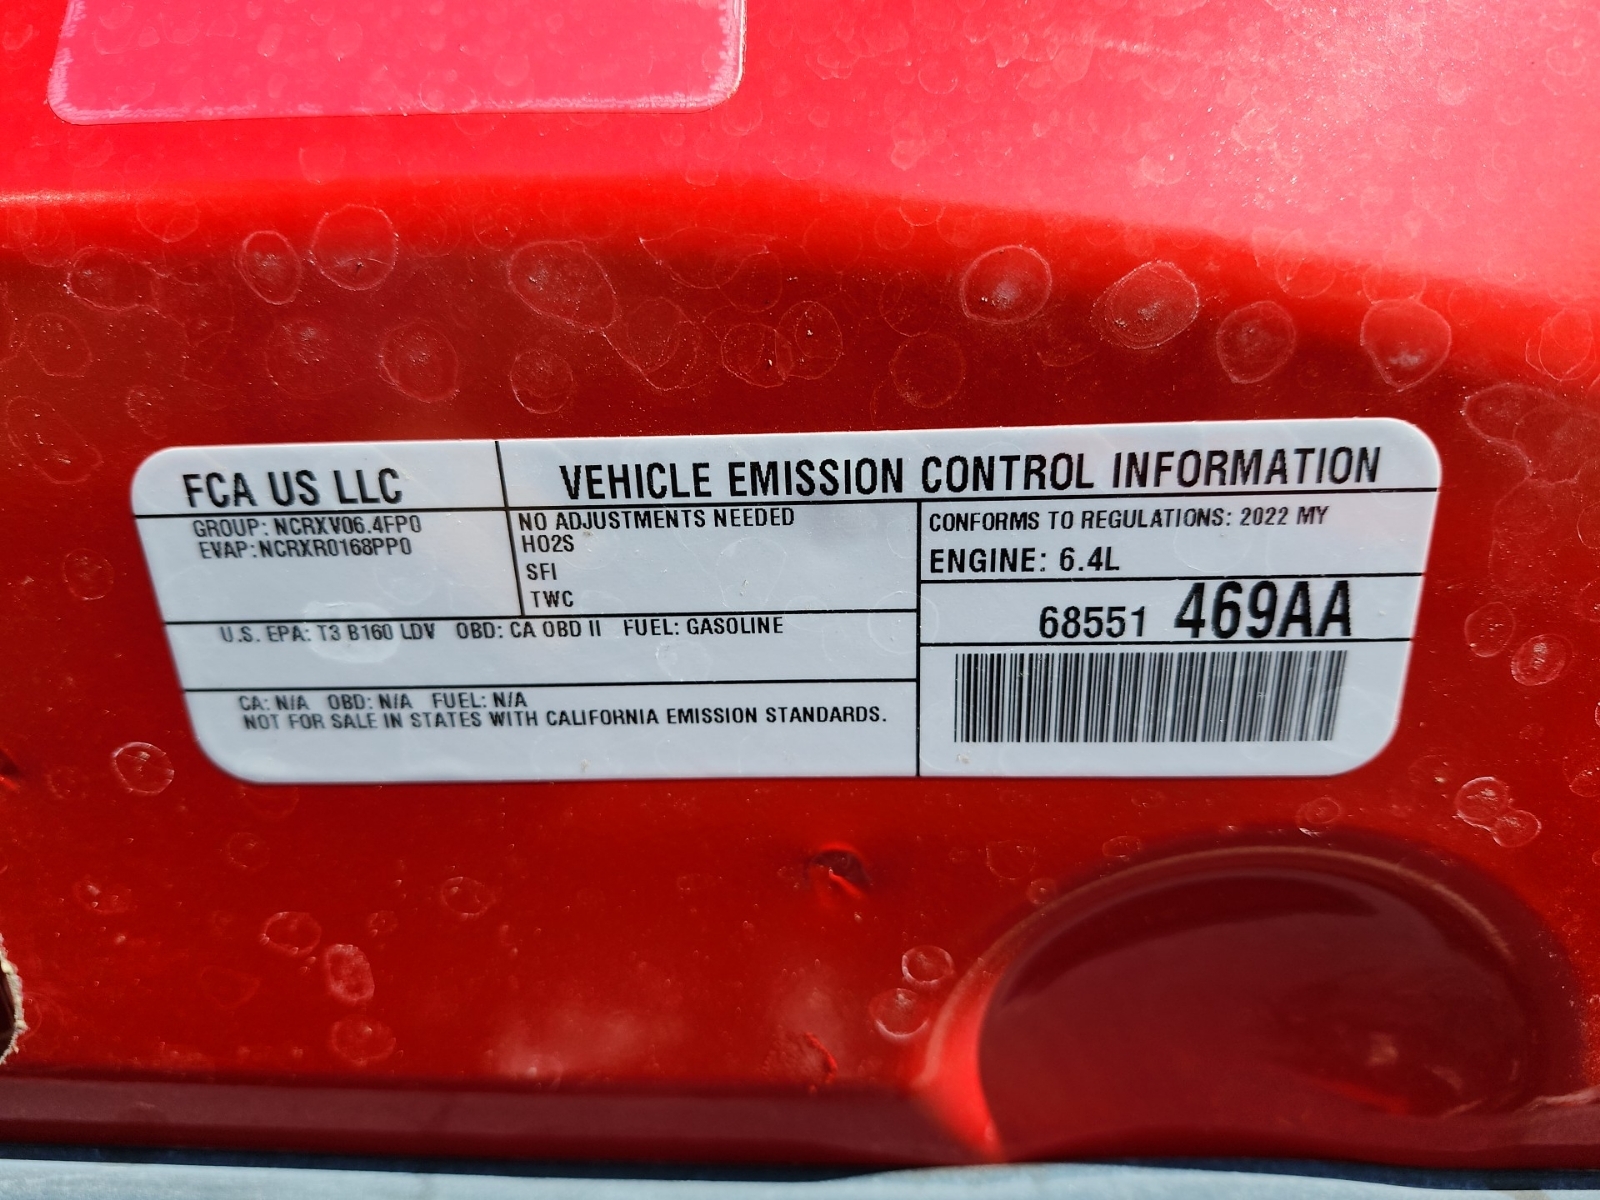 FCA US LLC
VEHICLE EMISSION CONTROL INFORMATION
GROUP: NCRXV06.4FP0
EVAP: NCRXR0168PP0
NO ADJUSTMENTS NEEDED
HO2S
SFI
TWC
CONFORMS TO REGULATIONS: 2022 MY
ENGINE: 6.4L
68551 469AA
U.S. EPA: T3 B160 LDV OBD: CA OBD II FUEL: GASOLINE
CA: N/A OBD: N/A FUEL: N/A
NOT FOR SALE IN STATES WITH CALIFORNIA EMISSION STANDARDS.